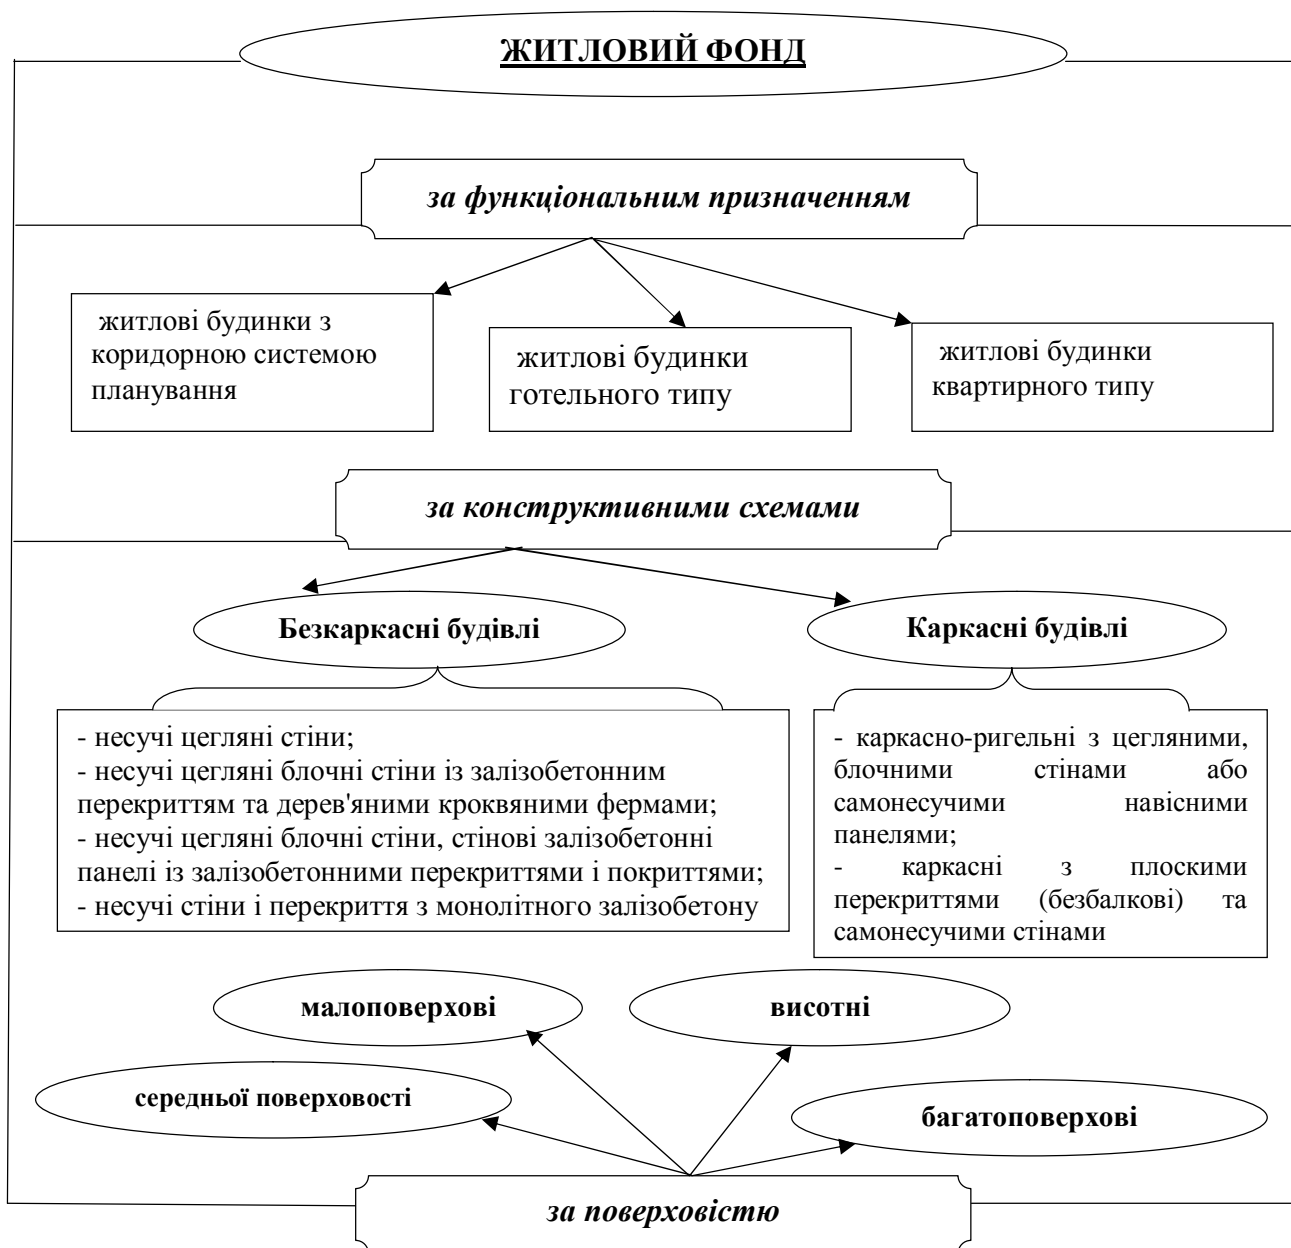 ЖИТЛОВИЙ ФОНД
за функціональним призначенням
житлові будинки з
коридорною системою
планування
житлові будинки
готельного типу
житлові будинки
квартирного типу
за конструктивними схемами
Безкаркасні будівлі
Каркасні будівлі
- несучі цегляні стіни;
- несучі цегляні блочні стіни із залізобетонним
перекриттям та дерев'яними кроквяними фермами;
- несучі цегляні блочні стіни, стінові залізобетонні
панелі із залізобетонними перекриттями і покриттями;
- несучі стіни і перекриття з монолітного залізобетону
- каркасно-ригельні з цегляними,
блочними стінами або
самонесучими навісними
панелями;
- каркасні з плоскими
перекриттями (безбалкові) та
самонесучими стінами
малоповерхові
висотні
середньої поверховості
багатоповерхові
за поверховістю